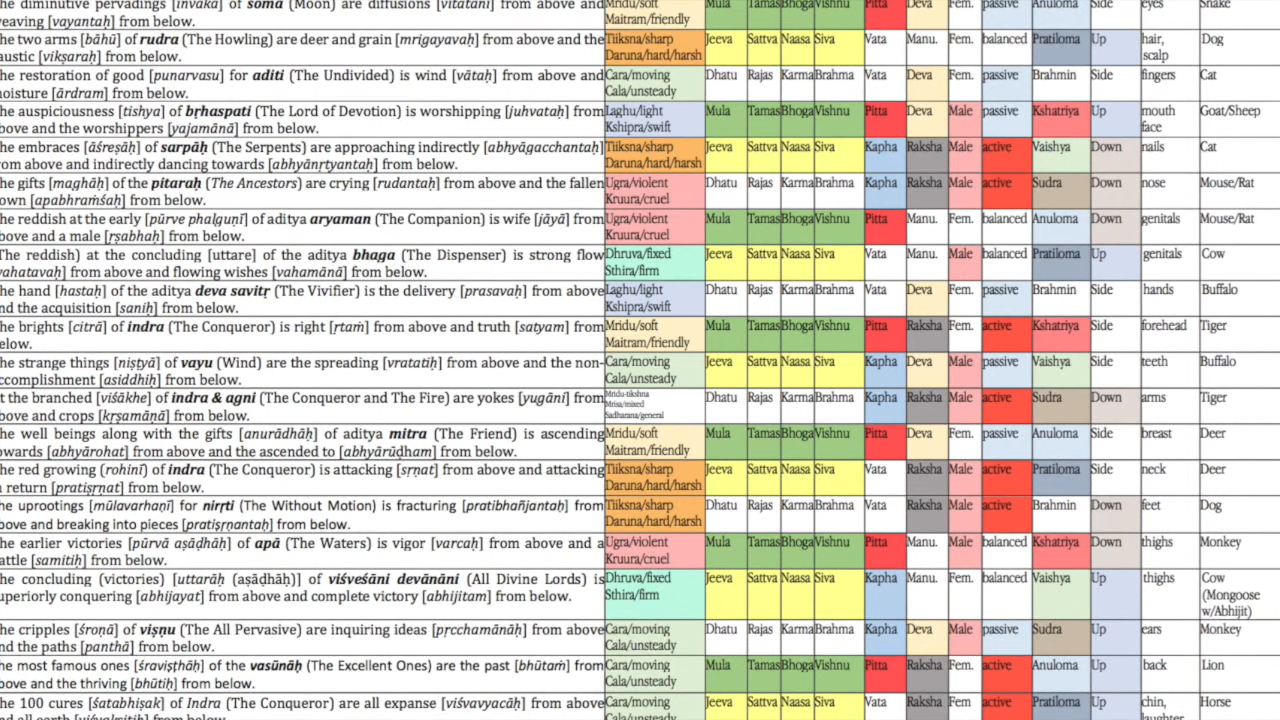 he diminutive pervadings [invakā] of soma (Moon) are diffusions [vitatāni] from above and Mridu/soft Mula Tamas Bhoga Vishnu Pitta Deva Fem. passive Anuloma Side eyes Snake
eaving [vayantaḥ] from below. Maitram/friendly
he two arms [bāhū] of rudra (The Howling) are deer and grain [mrigayavaḥ] from above and the Tiiksna/sharp Jeeva Sattva Naasa Siva Vata Manu. Fem. balanced Pratiloma Up hair, Dog
austic [vikṣaraḥ] from below. Daruna/hard/harsh scalp
he restoration of good [punarvasu] for aditi (The Undivided) is wind [vātaḥ] from above and Cara/moving Dhatu Rajas Karma Brahma Vata Deva Fem. passive Brahmin Side fingers Cat
oisture [ārdram] from below. Cala/unsteady
he auspiciousness [tishya] of bṛhaspati (The Lord of Devotion) is worshipping [juhvataḥ] from Laghu/light Mula Tamas Bhoga Vishnu Pitta Deva Male passive Kshatriya Up mouth Goat/Sheep
bove and the worshippers [yajamānā] from below. Kshipra/swift face
he embraces [âśreṣāḥ] of sarpāḥ (The Serpents) are approaching indirectly [abhyāgacchantaḥ] Tiiksna/sharp Jeeva Sattva Naasa Siva Kapha Raksha Male active Vaishya Down nails Cat
rom above and indirectly dancing towards [abhyānṛtyantaḥ] from below. Daruna/hard/harsh
he gifts [maghāḥ] of the pitaraḥ (The Ancestors) are crying [rudantaḥ] from above and the fallen Ugra/violent Dhatu Rajas Karma Brahma Kapha Raksha Male active Sudra Down nose Mouse/Rat
own [apabhraṁśaḥ] from below. Kruura/cruel
he reddish at the early [pūrve phalguṇī] of aditya aryaman (The Companion) is wife [jāyā] from Ugra/violent Mula Tamas Bhoga Vishnu Pitta Manu. Fem. balanced Anuloma Down genitals Mouse/Rat
bove and a male [ṛṣabhaḥ] from below. Kruura/cruel
he reddish) at the concluding [uttare] of the aditya bhaga (The Dispenser) is strong flow Dhruva/fixed Jeeva Sattva Naasa Siva Vata Manu. Male balanced Pratiloma Up genitals Cow
vahatavaḥ] from above and flowing wishes [vahamānā] from below. Sthira/firm
he hand [hastaḥ] of the aditya deva savitṛ (The Vivifier) is the delivery [prasavaḥ] from above Laghu/light Dhatu Rajas Karma Brahma Vata Deva Male passive Brahmin Side hands Buffalo
nd the acquisition [saniḥ] from below. Kshipra/swift
he brights [citrā] of indra (The Conqueror) is right [ṛtaṁ] from above and truth [satyam] from Mridu/soft Mula Tamas Bhoga Vishnu Pitta Raksha Fem. active Kshatriya Side forehead Tiger
elow. Maitram/friendly
he strange things [niṣṭyā] of vayu (Wind) are the spreading [vratatiḥ] from above and the non- Cara/moving Jeeva Sattva Naasa Siva Kapha Deva Male passive Vaishya Side teeth Buffalo
ccomplishment [asiddhiḥ] from below. Cala/unsteady
t the branched [viśākhe] of indra & agni (The Conqueror and The Fire) are yokes [yugāni] from Mridu-tikshna Dhatu Rajas Karma Brahma Kapha Raksha Male active Sudra Down arms Tiger
bove and crops [kṛṣamāṇā] from below. Mrisa/mixed
Sadharana/general
he well beings along with the gifts [anurādhāḥ] of aditya mitra (The Friend) is ascending Mridu/soft Mula Tamas Bhoga Vishnu Pitta Deva Male passive Anuloma Side breast Deer
owards [abhyārohat] from above and the ascended to [abhyārūḍham] from below. Maitram/friendly
he red growing (rohinī) of indra (The Conqueror) is attacking [sṛṇat] from above and attacking Tiiksna/sharp Jeeva Sattva Naasa Siva Vata Raksha Male active Pratiloma Side neck Deer
n return [pratisṛṇat] from below. Daruna/hard/harsh
he uprootings [mūlavarhaṇī] for nirṛti (The Without Motion) is fracturing [pratibhañjantaḥ] from Tiiksna/sharp Dhatu Rajas Karma Brahma Vata Raksha Male active Brahmin Down feet Dog
bove and breaking into pieces [pratiṣṛṇantaḥ] from below. Daruna/hard/harsh
he earlier victories [pūrvā aṣāḍhāḥ] of apā (The Waters) is vigor [varcaḥ] from above and a Ugra/violent Mula Tamas Bhoga Vishnu Pitta Manu. Male balanced Kshatriya Down thighs Monkey
attle [samitiḥ] from below. Kruura/cruel
he concluding (victories) [uttarāḥ (aṣāḍhāḥ)] of viśveśāni devānāni (All Divine Lords) is Dhruva/fixed Jeeva Sattva Naasa Siva Kapha Manu. Fem. balanced Vaishya Up thighs Cow
uperiorly conquering [abhijayat] from above and complete victory [abhijitam] from below. Sthira/firm (Mongoose
w/Abhijit)
he cripples [śroṇā] of viṣṇu (The All Pervasive) are inquiring ideas [pṛcchamānāḥ] from above Cara/moving Dhatu Rajas Karma Brahma Kapha Deva Male passive Sudra Up ears Monkey
nd the paths [panthā] from below. Cala/unsteady
he most famous ones [śraviṣṭhāḥ] of the vasūnāḥ (The Excellent Ones) are the past [bhūtaṁ] from Cara/moving Mula Tamas Bhoga Vishnu Pitta Raksha Fem. active Anuloma Up back Lion
bove and the thriving [bhūtiḥ] from below. Cala/unsteady
he 100 cures [śatabhiṣak] of Indra (The Conqueror) are all expanse [viśvavyacāḥ] from above Cara/moving Jeeva Sattva Naasa Siva Vata Raksha Fem. active Pratiloma Up chin, Horse
nd all earth [viśvakṣitiḥ] from below. Cala/unsteady laughter